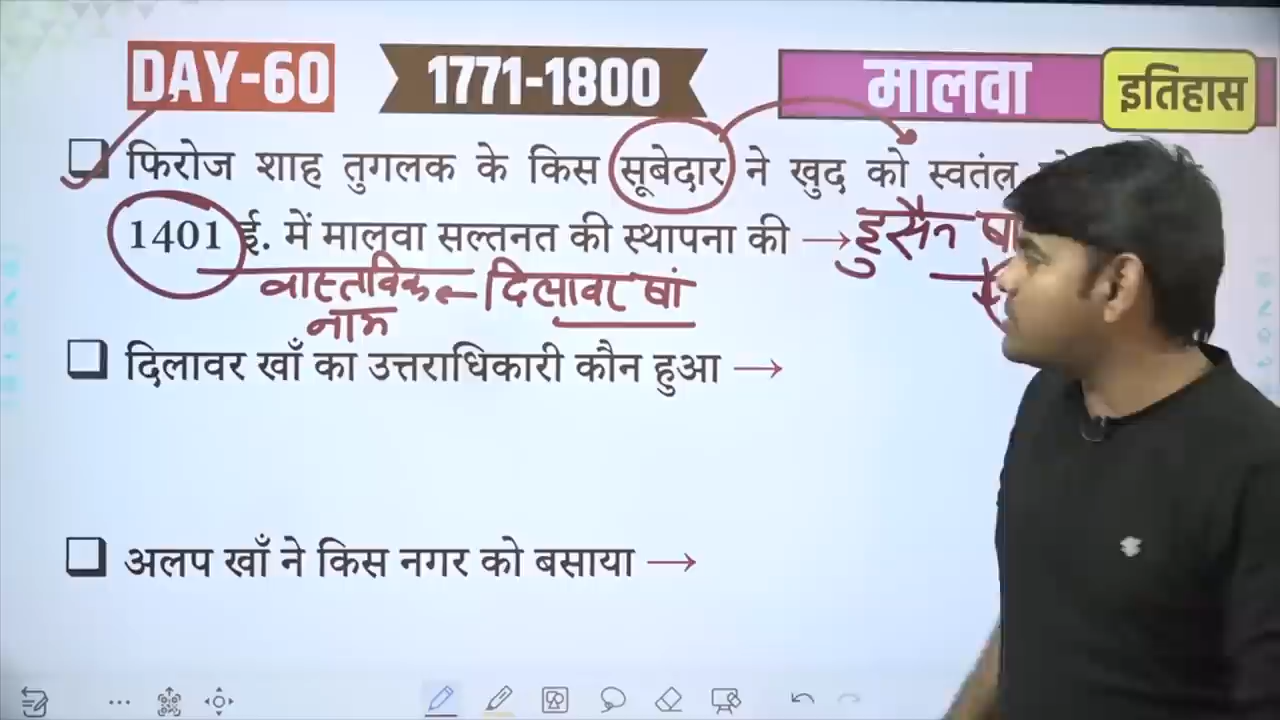 DAY-60 1771-1800 मालवा इतिहास
फिरोज शाह तुगलक के किस सूबेदार ने खुद को स्वतंत्र
1401 ई. में मालवा सल्तनत की स्थापना की → हुसैन
वास्तविक ← दिलावर षां
नाम
दिलावर खाँ का उत्तराधिकारी कौन हुआ →
अलप खाँ ने किस नगर को बसाया →